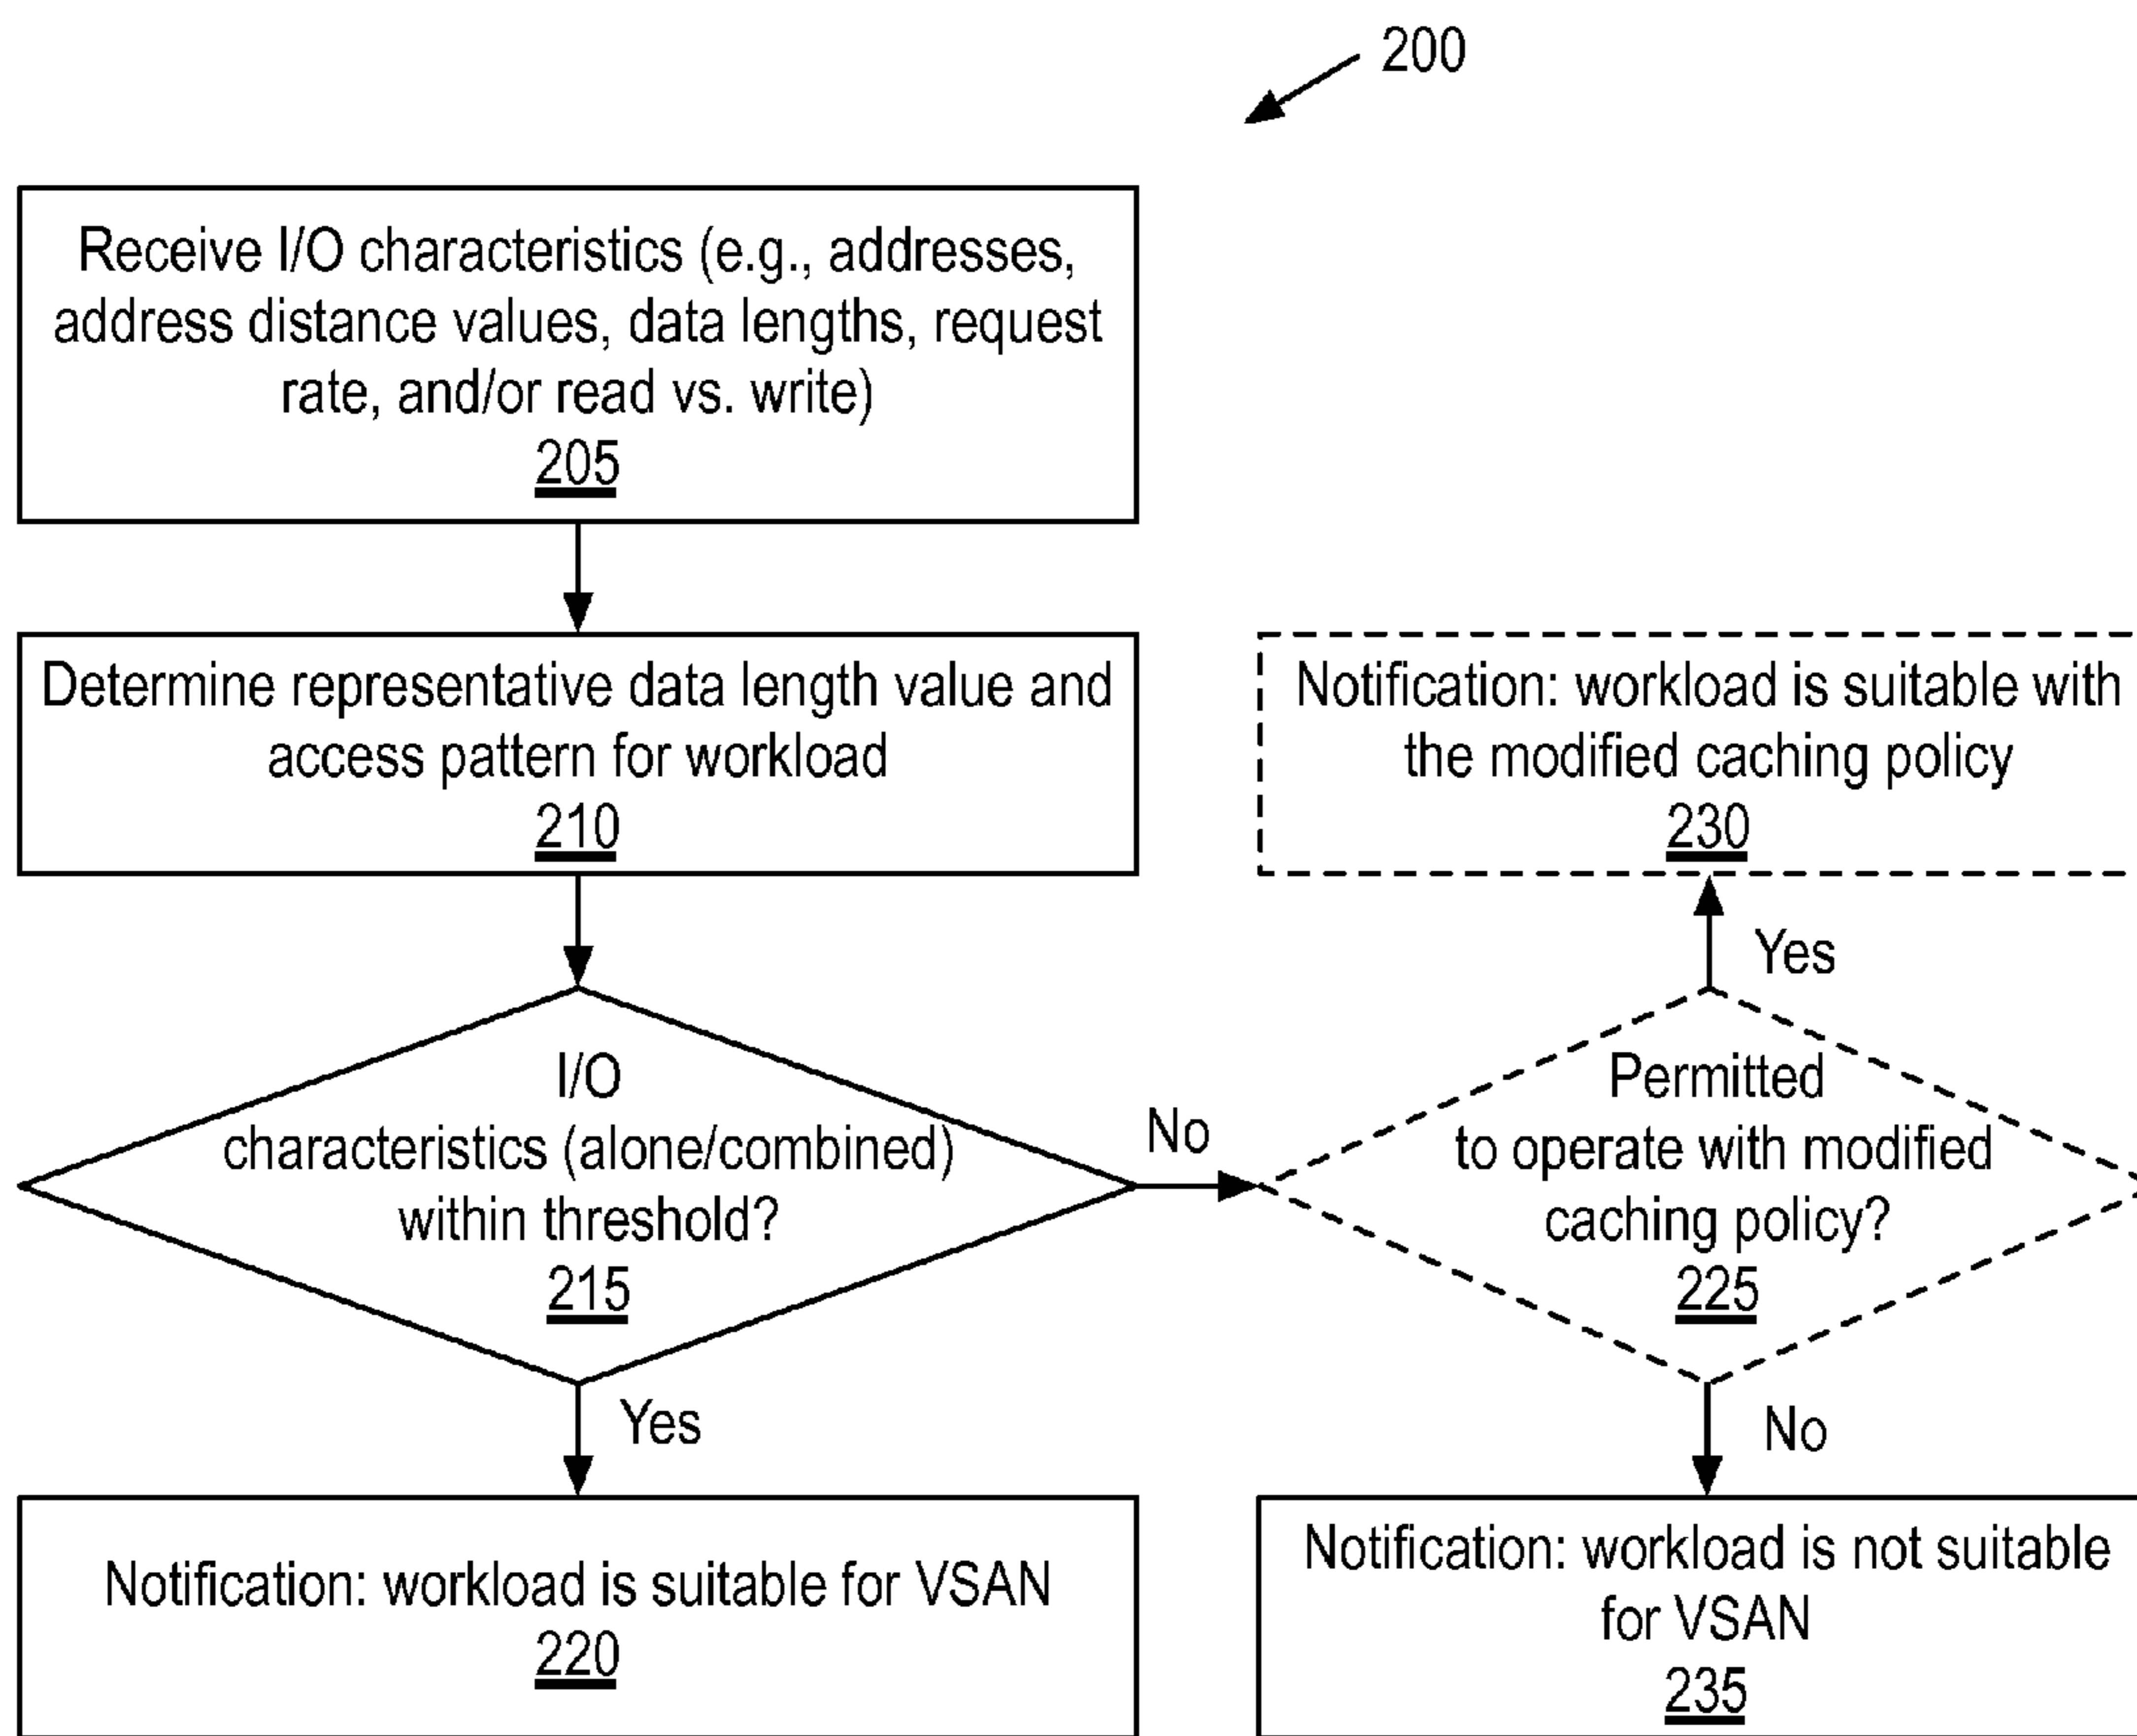 200
Receive I/O characteristics (e.g., addresses,
address distance values, data lengths, request
rate, and/or read vs. write)
205
Determine representative data length value and
access pattern for workload
210
Notification: workload is suitable with
the modified caching policy
230
Yes
I/O
characteristics (alone/combined)
within threshold?
215
No
Permitted
to operate with modified
caching policy?
225
Yes
No
Notification: workload is suitable for VSAN
220
Notification: workload is not suitable
for VSAN
235